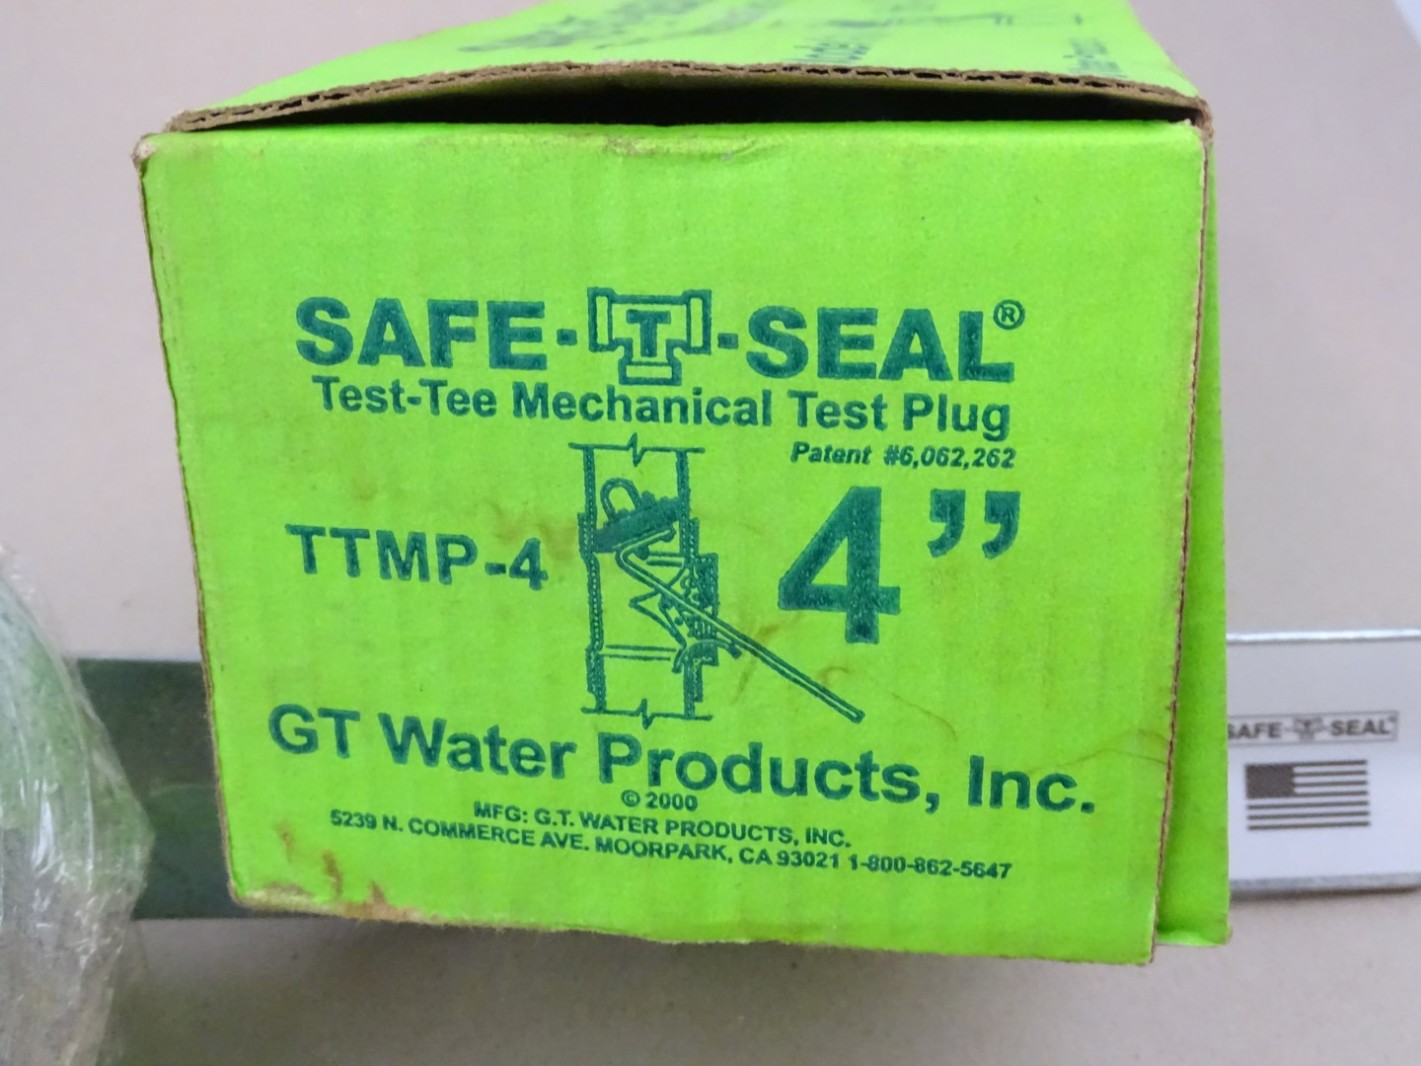 SAFE-T-SEAL®
Test-Tee Mechanical Test Plug
Patent #6,062,262
TTMP-4
4”
GT Water Products, Inc.
© 2000
MFG: G.T. WATER PRODUCTS, INC.
5239 N. COMMERCE AVE. MOORPARK, CA 93021 1-800-862-5647
SAFE-T-SEAL